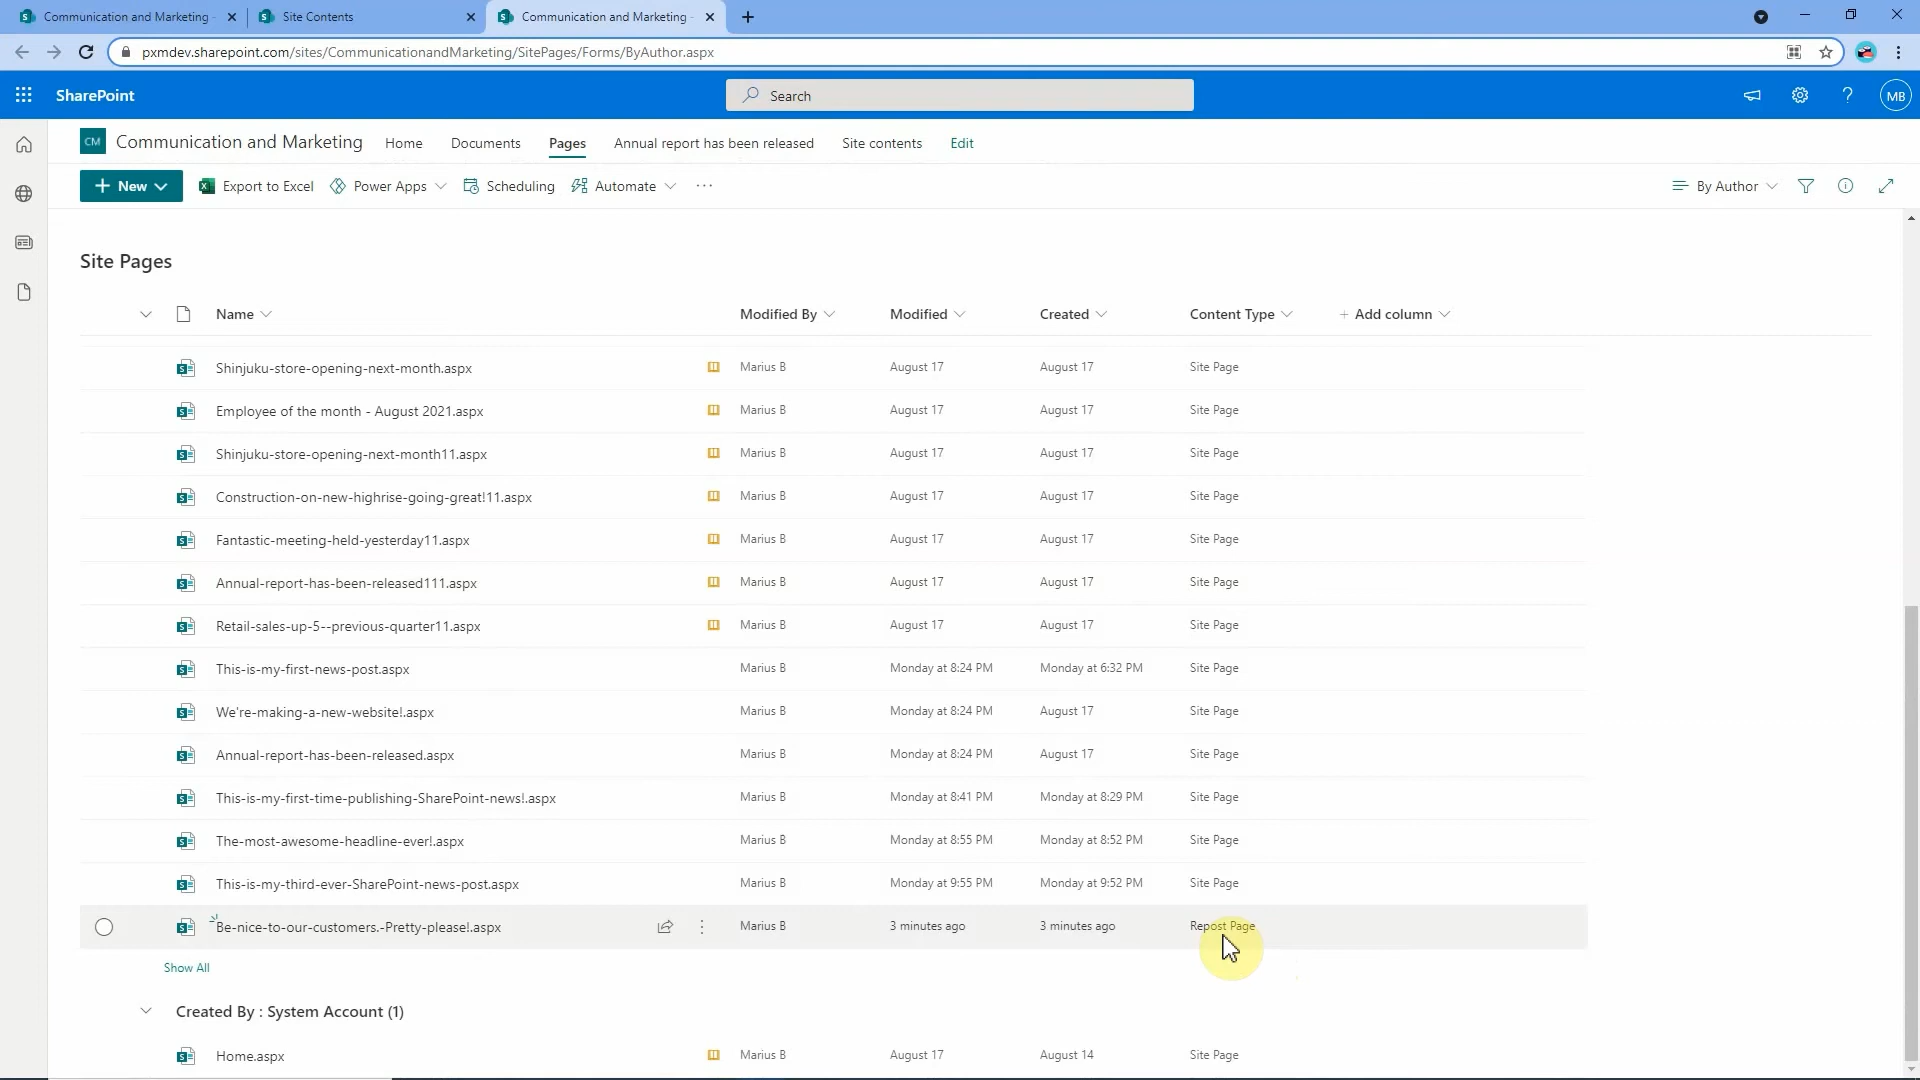 Communication and Marketing -
Site Contents
Communication and Marketing -
pxmdev.sharepoint.com/sites/CommunicationandMarketing/SitePages/Forms/ByAuthor.aspx
SharePoint
Search
? MB
CM Communication and Marketing Home Documents Pages Annual report has been released Site contents Edit
+ New Export to Excel Power Apps Scheduling Automate ... By Author
Site Pages
Name Modified By Modified Created Content Type + Add column
Shinjuku-store-opening-next-month.aspx Marius B August 17 August 17 Site Page
Employee of the month - August 2021.aspx Marius B August 17 August 17 Site Page
Shinjuku-store-opening-next-month11.aspx Marius B August 17 August 17 Site Page
Construction-on-new-highrise-going-great!11.aspx Marius B August 17 August 17 Site Page
Fantastic-meeting-held-yesterday11.aspx Marius B August 17 August 17 Site Page
Annual-report-has-been-released111.aspx Marius B August 17 August 17 Site Page
Retail-sales-up-5--previous-quarter11.aspx Marius B August 17 August 17 Site Page
This-is-my-first-news-post.aspx Marius B Monday at 8:24 PM Monday at 6:32 PM Site Page
We're-making-a-new-website!.aspx Marius B Monday at 8:24 PM August 17 Site Page
Annual-report-has-been-released.aspx Marius B Monday at 8:24 PM August 17 Site Page
This-is-my-first-time-publishing-SharePoint-news!.aspx Marius B Monday at 8:41 PM Monday at 8:29 PM Site Page
The-most-awesome-headline-ever!.aspx Marius B Monday at 8:55 PM Monday at 8:52 PM Site Page
This-is-my-third-ever-SharePoint-news-post.aspx Marius B Monday at 9:55 PM Monday at 9:52 PM Site Page
Be-nice-to-our-customers.-Pretty-please!.aspx Marius B 3 minutes ago 3 minutes ago Repost Page
Show All
Created By : System Account (1)
Home.aspx Marius B August 17 August 14 Site Page